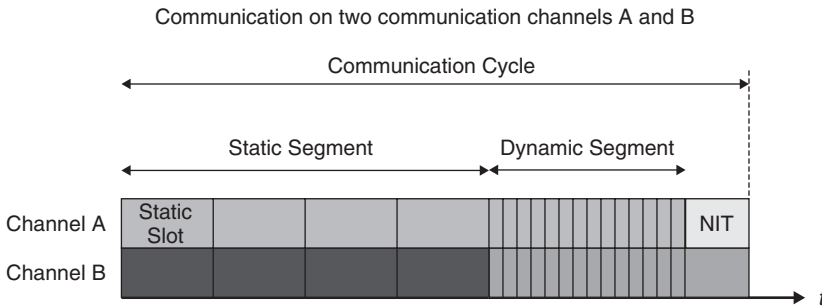 Communication on two communication channels A and B
Communication Cycle
Static Segment
Dynamic Segment
Channel A
Static
Slot
NIT
Channel B
t